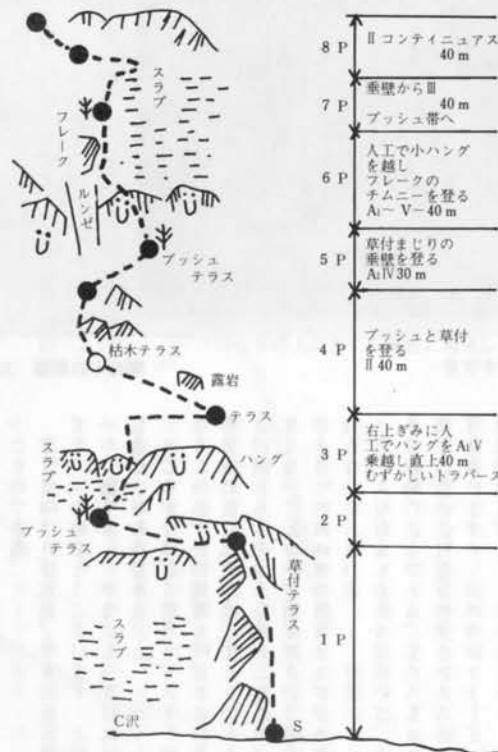 8 P
II コンティニュアス
40 m
スラブ
7 P
垂壁からIII
40 m
ブッシュ帯へ
フレーク
6 P
人工で小ハング
を越し
フレークの
チムニーを登る
A₁〜 V− 40 m
ルンゼ
5 P
草付まじりの
垂壁を登る
A₁IV 30 m
ブッシュ
テラス
4 P
ブッシュと草付
を登る
II 40 m
枯木テラス
露岩
テラス
3 P
右上ぎみに人
工でハングをA₁V
乗越し直上40 m
むずかしいトラバース
スラブ
ハング
2 P
ブッシュ
テラス
草付テラス
1 P
スラブ
C沢
S